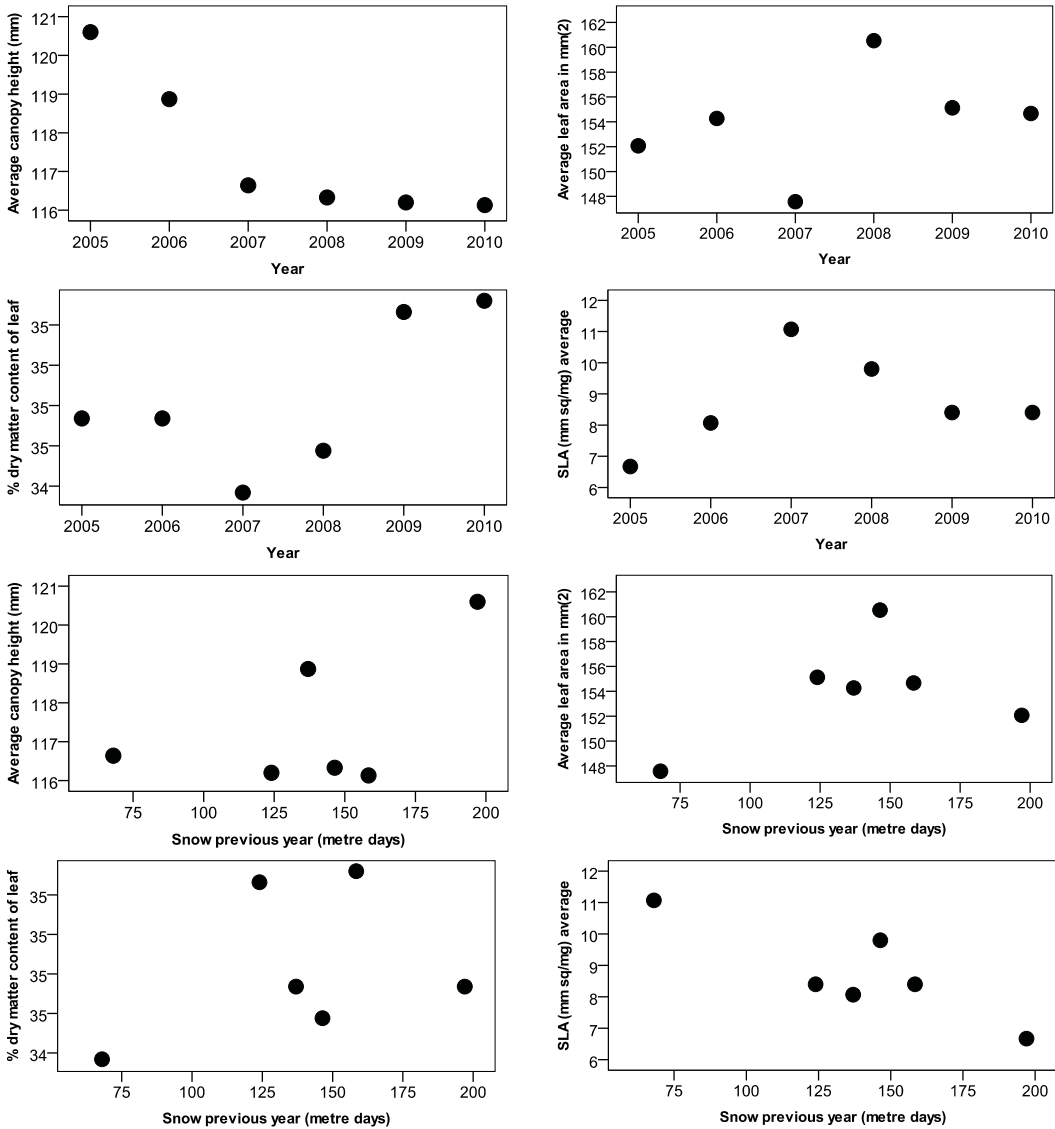 Average canopy height (mm)
121
120
119
118
117
116
2005 2006 2007 2008 2009 2010
Year
Average leaf area in mm(2)
162
160
158
156
154
152
150
148
2005 2006 2007 2008 2009 2010
Year
% dry matter content of leaf
35
35
35
35
34
2005 2006 2007 2008 2009 2010
Year
SLA (mm sq/mg) average
12
11
10
9
8
7
6
2005 2006 2007 2008 2009 2010
Year
Average canopy height (mm)
121
120
119
118
117
116
75 100 125 150 175 200
Snow previous year (metre days)
Average leaf area in mm(2)
162
160
158
156
154
152
150
148
75 100 125 150 175 200
Snow previous year (metre days)
% dry matter content of leaf
35
35
35
35
34
75 100 125 150 175 200
Snow previous year (metre days)
SLA (mm sq/mg) average
12
11
10
9
8
7
6
75 100 125 150 175 200
Snow previous year (metre days)